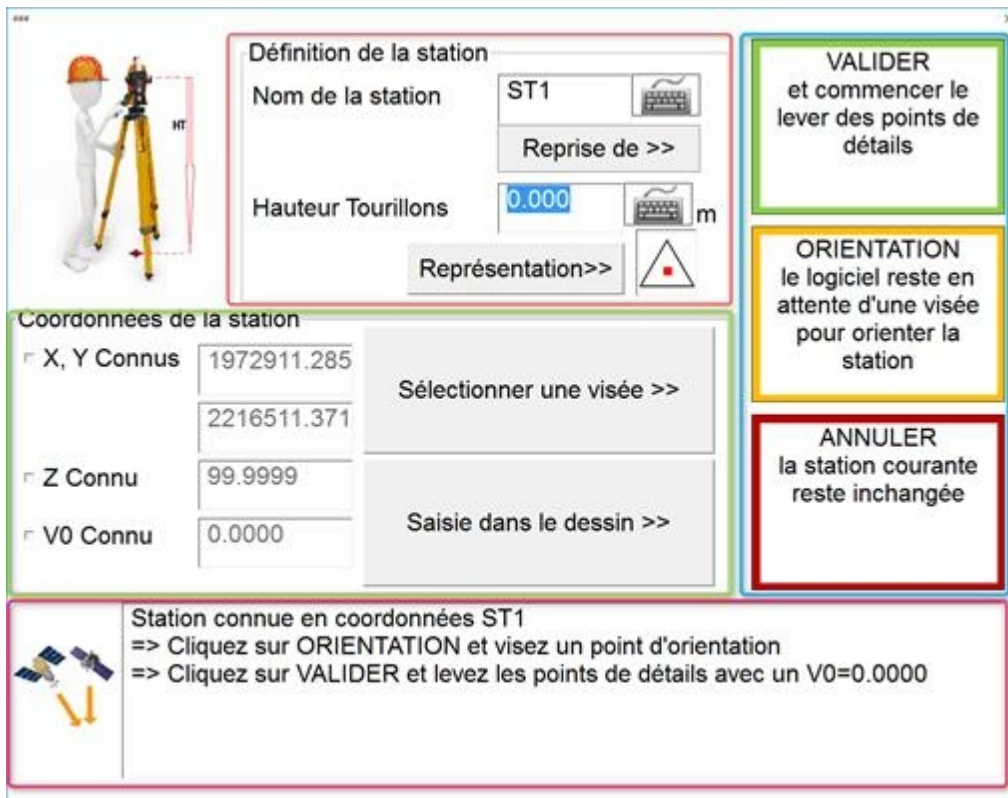 HT
Définition de la station
Nom de la station
ST1
Reprise de >>
Hauteur Tourillons
0.000
m
Représentation>>
Coordonnées de la station
X, Y Connus
1972911.285
2216511.371
Sélectionner une visée >>
Z Connu
99.9999
V0 Connu
0.0000
Saisie dans le dessin >>
VALIDER
et commencer le
lever des points de
détails
ORIENTATION
le logiciel reste en
attente d'une visée
pour orienter la
station
ANNULER
la station courante
reste inchangée
Station connue en coordonnées ST1
=> Cliquez sur ORIENTATION et visez un point d'orientation
=> Cliquez sur VALIDER et levez les points de détails avec un V0=0.0000